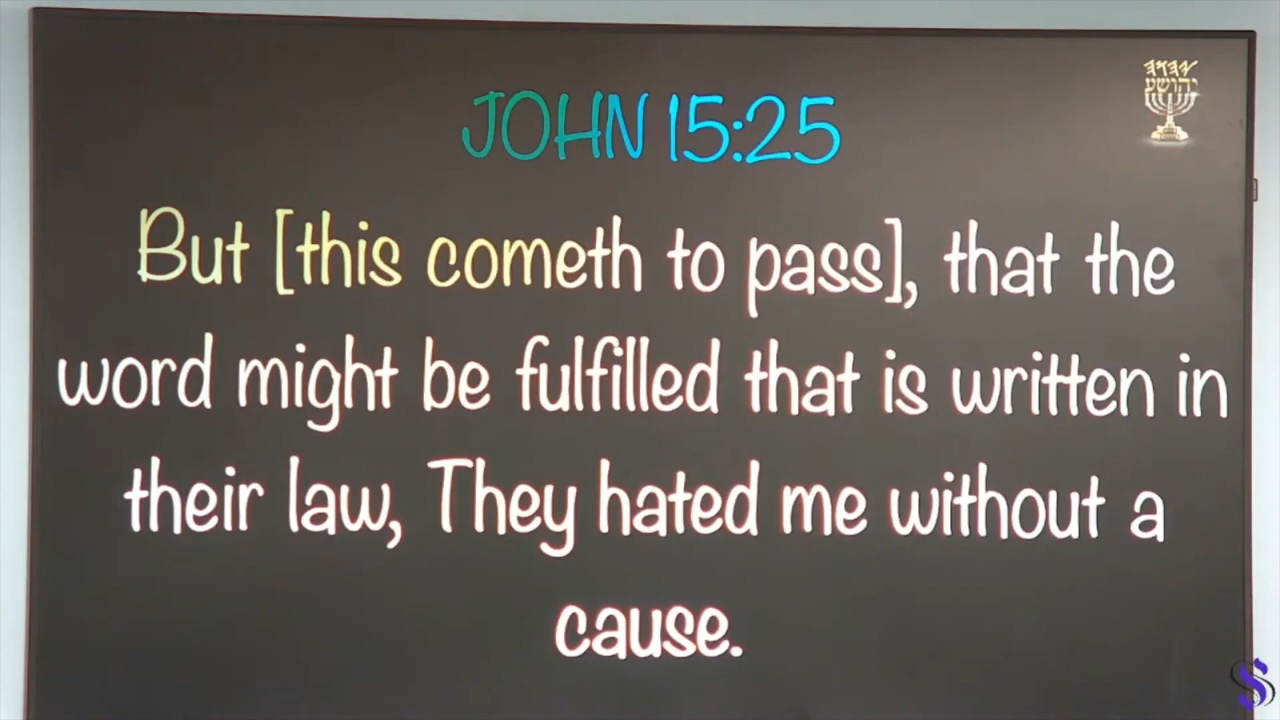 JOHN 15:25
יהושע
But [this cometh to pass], that the
word might be fulfilled that is written in
their law, They hated me without a
cause.
S